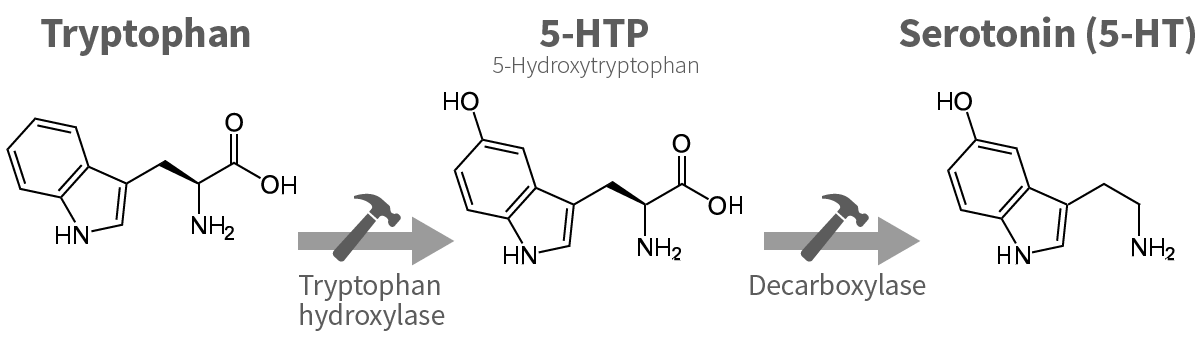 Tryptophan
5-HTP
5-Hydroxytryptophan
Serotonin (5-HT)
O
OH
NH2
HN
Tryptophan
hydroxylase
HO
O
OH
NH2
HN
Decarboxylase
HO
NH2
HN